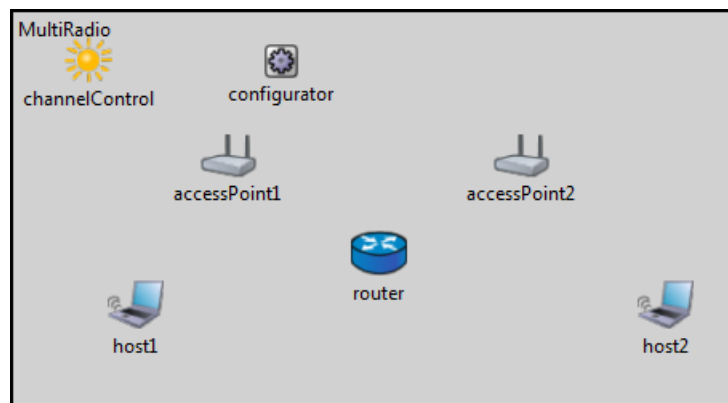 MultiRadio
channelControl
configurator
accessPoint1
accessPoint2
router
host1
host2